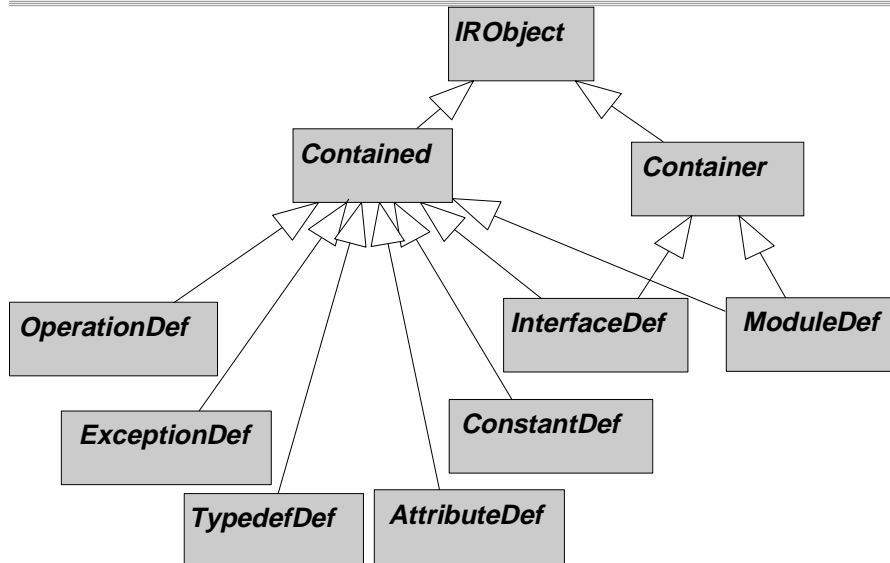 IRObject
Contained
Container
OperationDef
InterfaceDef
ModuleDef
ExceptionDef
ConstantDef
TypedefDef
AttributeDef